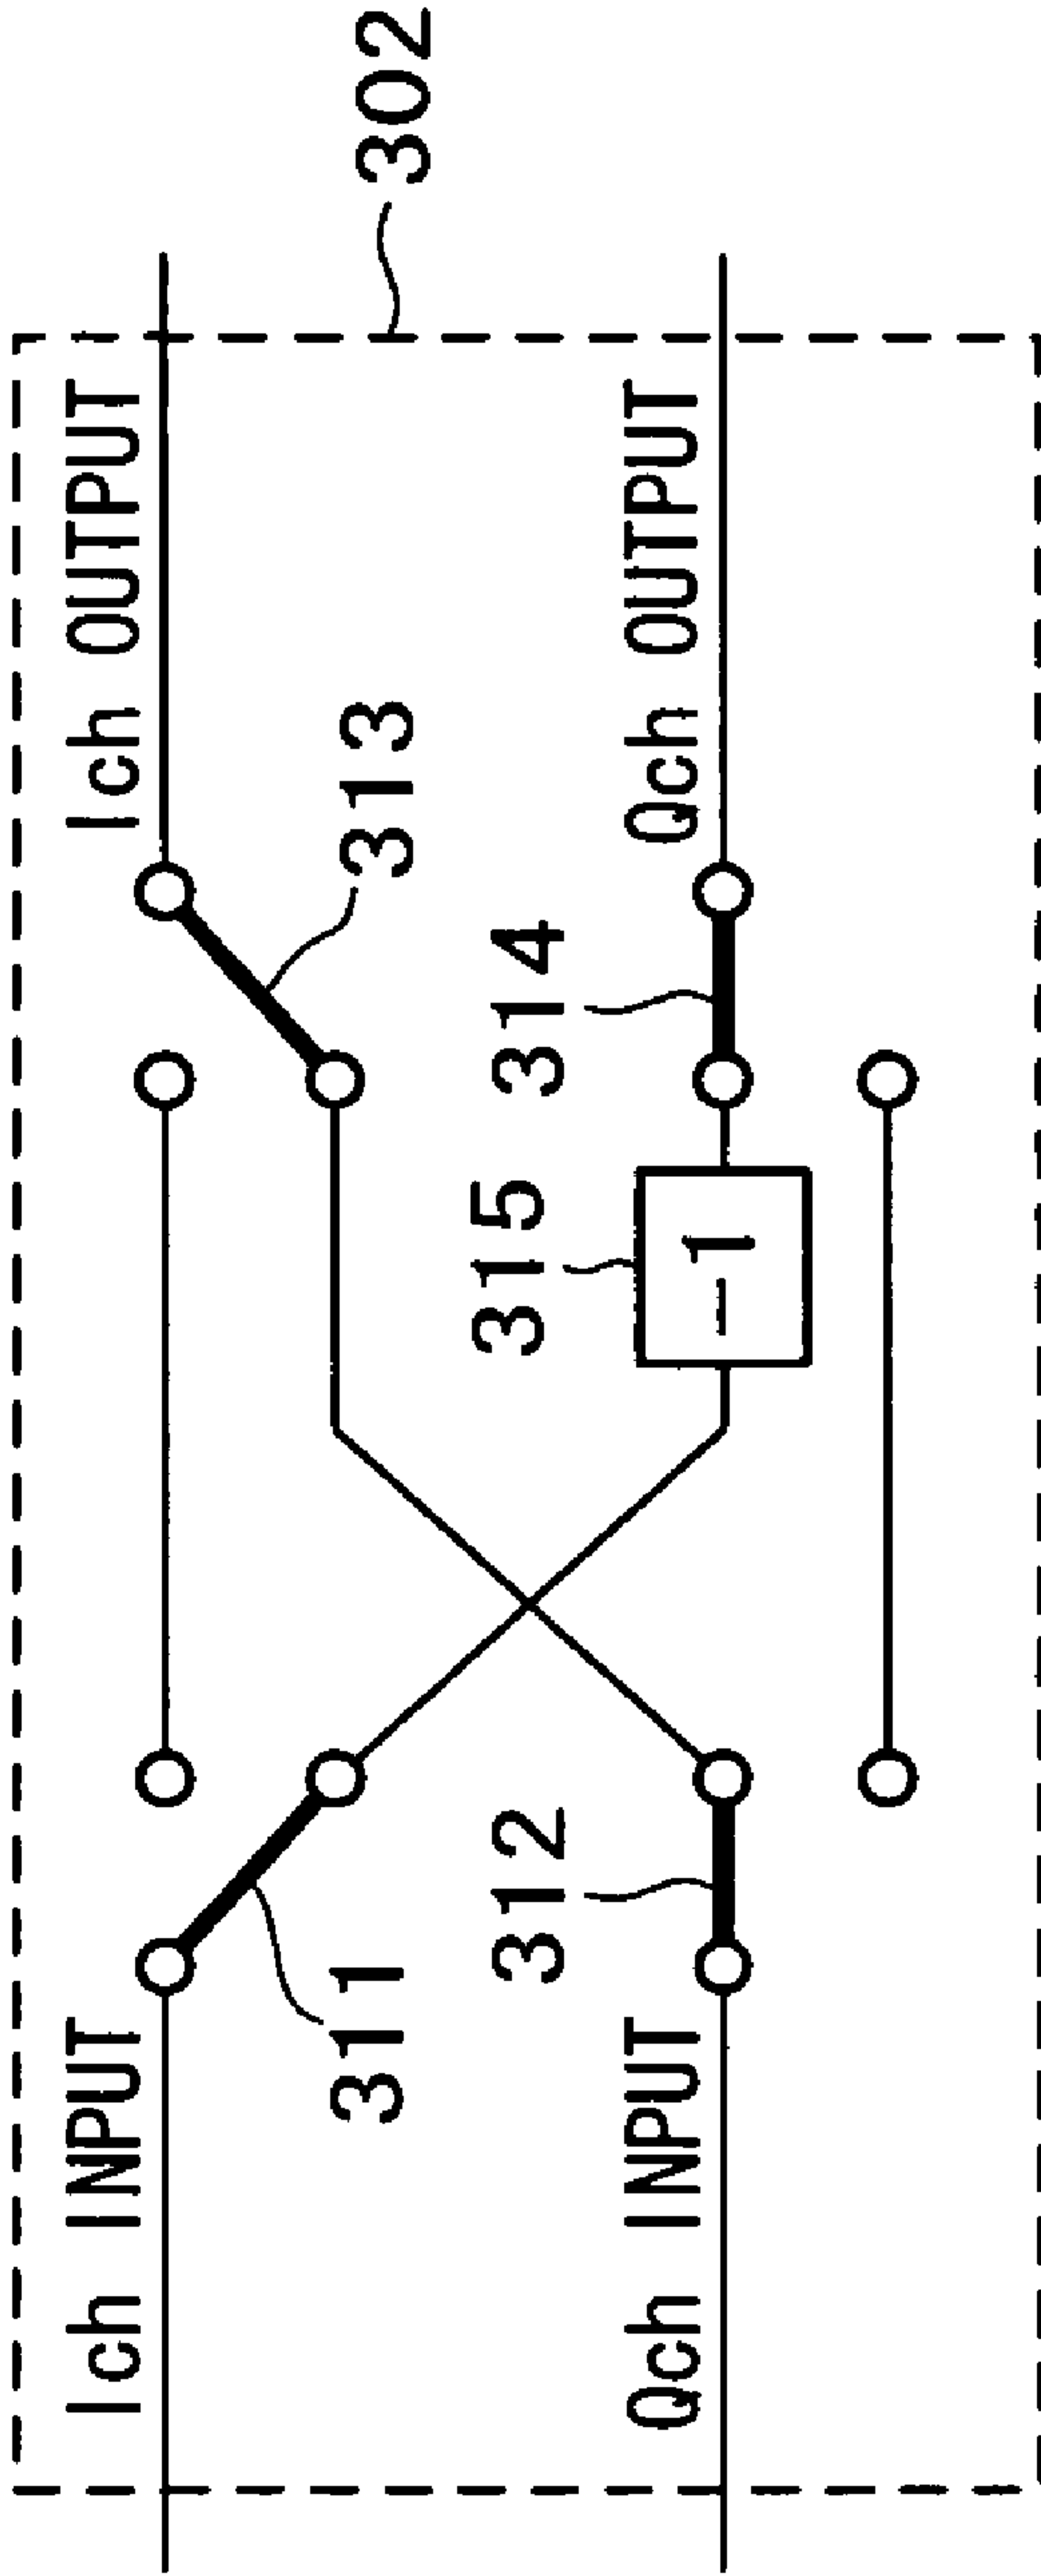 Ich INPUT
Ich OUTPUT
302
311
313
Qch INPUT
312
315
314
Qch OUTPUT
-1